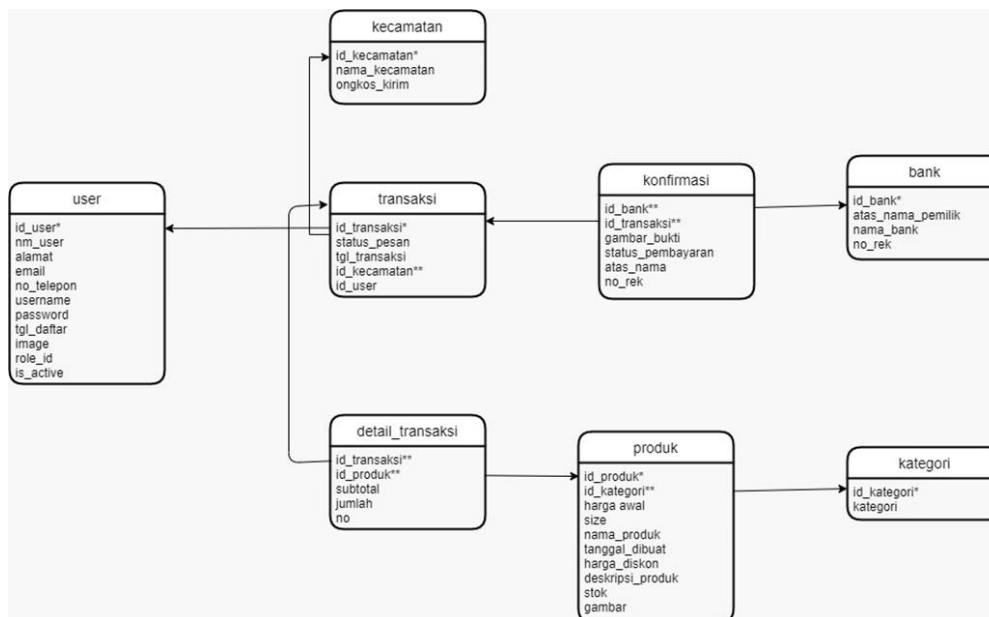 kecamatan
id_kecamatan*
nama_kecamatan
ongkos_kirim
user
id_user*
nm_user
alamat
email
no_telepon
username
password
tgl_daftar
image
role_id
is_active
transaksi
id_transaksi*
status_pesan
tgl_transaksi
id_kecamatan**
id_user
konfirmasi
id_bank**
id_transaksi**
gambar_bukti
status_pembayaran
atas_nama
no_rek
bank
id_bank*
atas_nama_pemilik
nama_bank
no_rek
detail_transaksi
id_transaksi**
id_produk**
subtotal
jumlah
no
produk
id_produk*
id_kategori**
harga awal
size
nama_produk
tanggal_dibuat
harga_diskon
deskripsi_produk
stok
gambar
kategori
id_kategori*
kategori